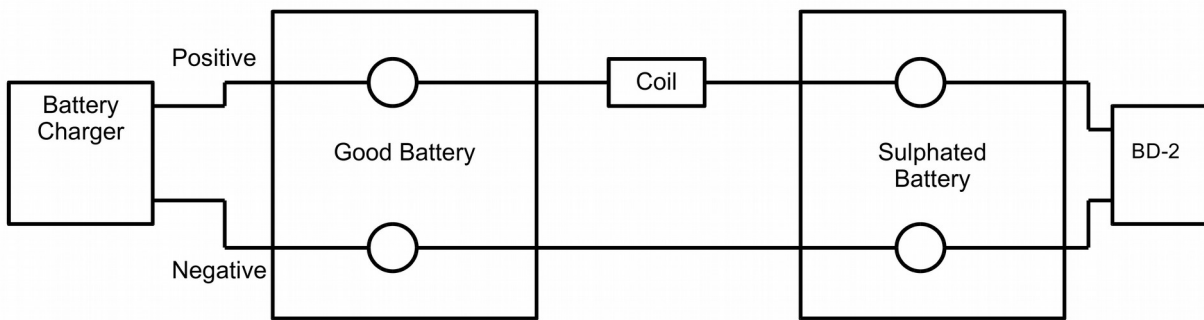 Positive
Battery
Charger
Coil
Good Battery
Sulphated
Battery
BD-2
Negative